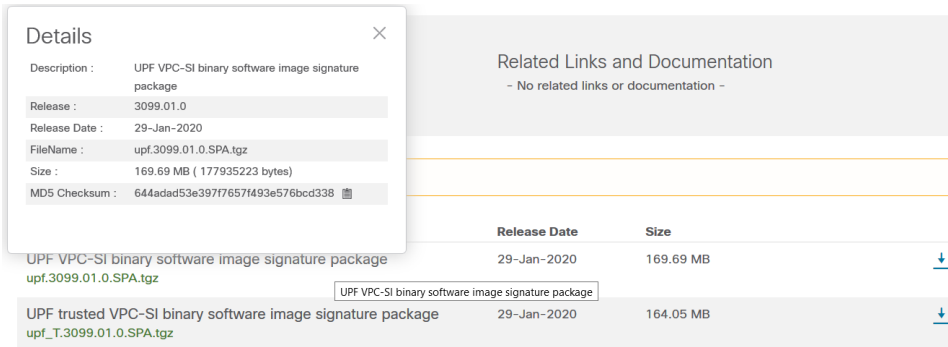 Details
Description : UPF VPC-SI binary software image signature
package
Release : 3099.01.0
Release Date : 29-Jan-2020
FileName : upf.3099.01.0.SPA.tgz
Size : 169.69 MB ( 177935223 bytes)
MD5 Checksum : 644adad53e397f7657f493e576bcd338
Related Links and Documentation
- No related links or documentation -
Release Date Size
UPF VPC-SI binary software image signature package 29-Jan-2020 169.69 MB
upf.3099.01.0.SPA.tgz
UPF VPC-SI binary software image signature package
UPF trusted VPC-SI binary software image signature package 29-Jan-2020 164.05 MB
upf_T.3099.01.0.SPA.tgz